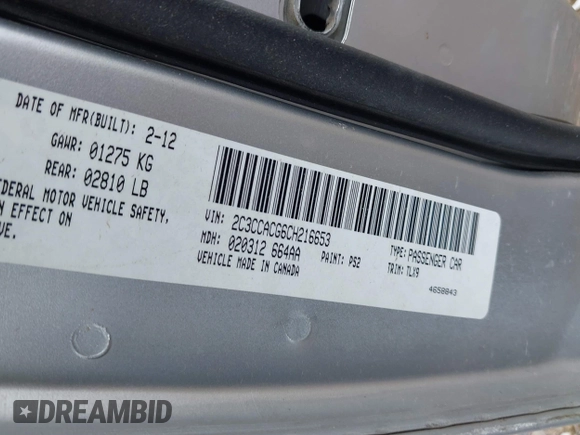 DATE OF MFR(BUILT): 2-12
GAWR: 01275 KG
REAR: 02810 LB
FEDERAL MOTOR VEHICLE SAFETY,
N EFFECT ON
VE.
VIN: 2C3CCACG6CH216653
MDH: 020312 664AA
PAINT: PS2
VEHICLE MADE IN CANADA
TYPE: PASSENGER CAR
TRIM: TLX9
4658843
DREAMBID